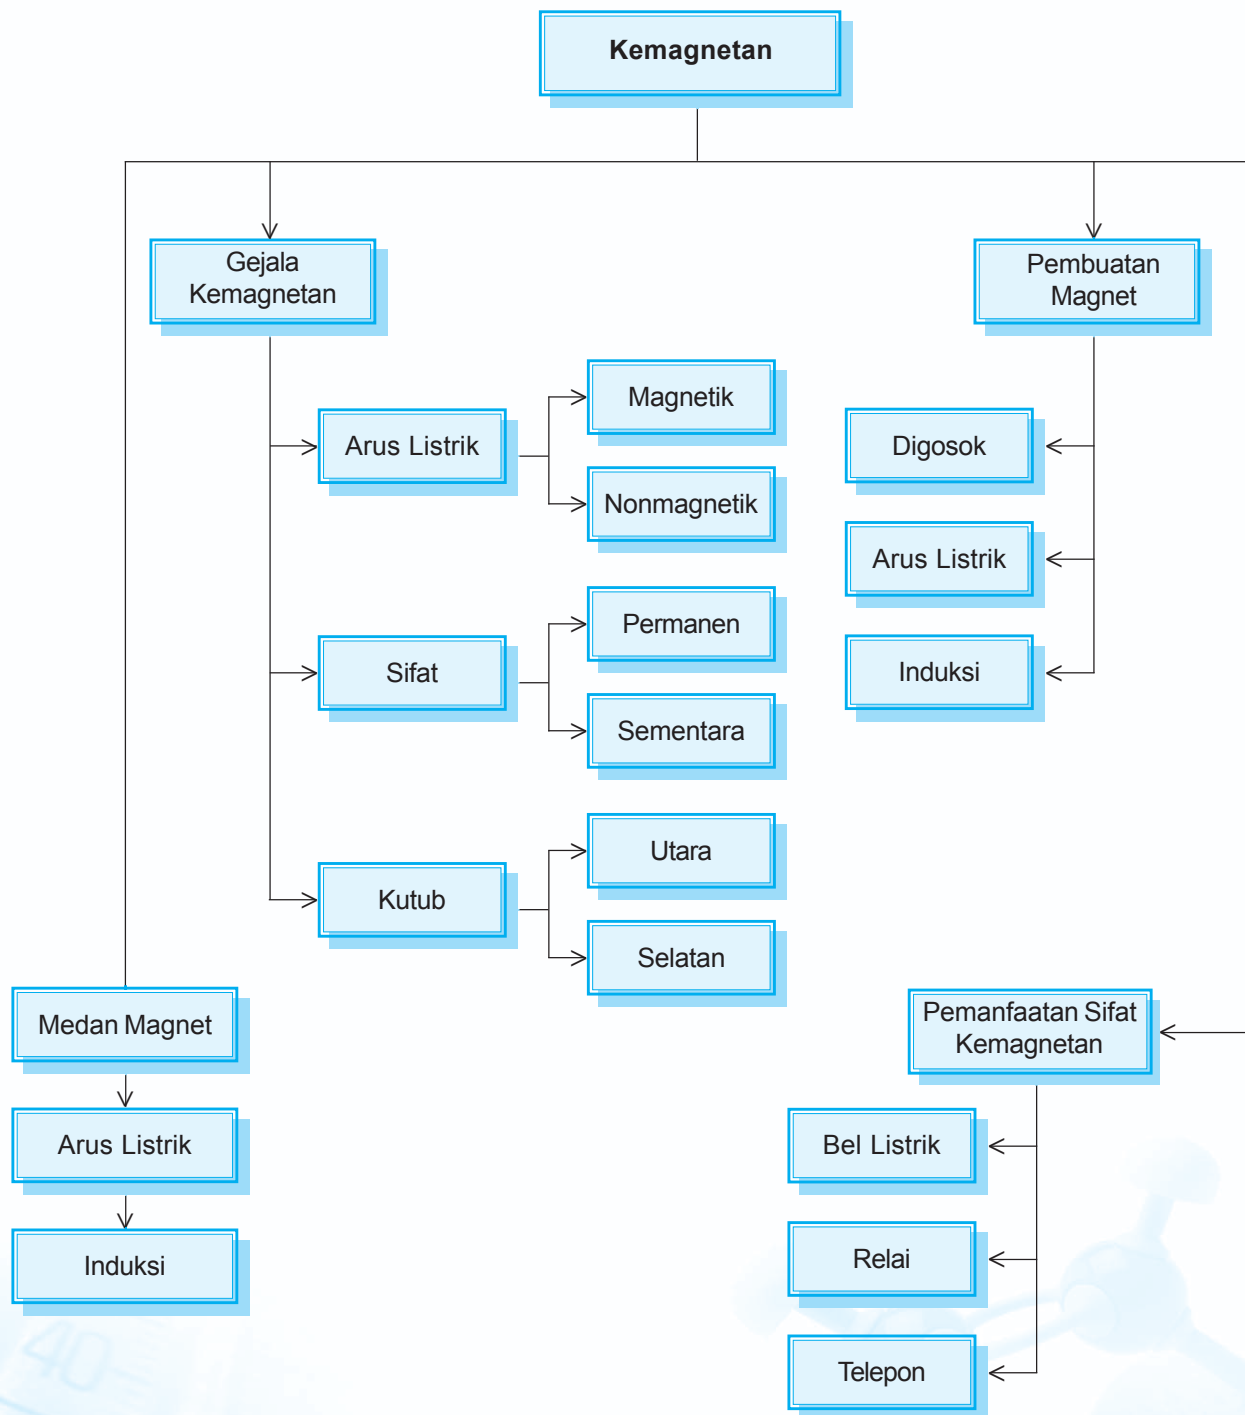 Kemagnetan
Gejala
Kemagnetan
Pembuatan
Magnet
Arus Listrik
Magnetik
Nonmagnetik
Digosok
Arus Listrik
Induksi
Sifat
Permanen
Sementara
Kutub
Utara
Selatan
Medan Magnet
Arus Listrik
Induksi
Pemanfaatan Sifat
Kemagnetan
Bel Listrik
Relai
Telepon
40